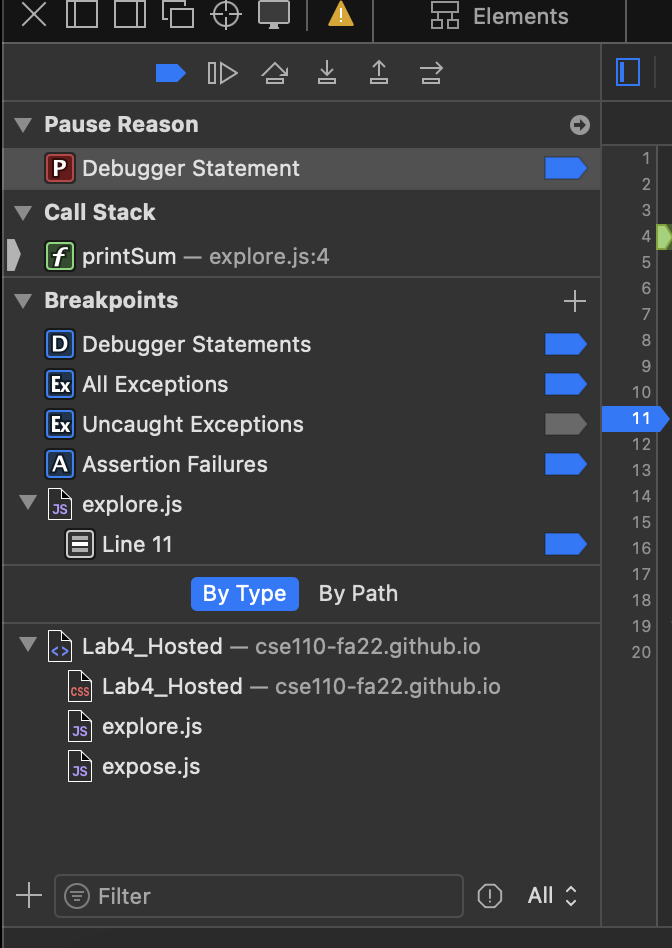 Elements
Pause Reason
P Debugger Statement
Call Stack
f printSum — explore.js:4
Breakpoints
D Debugger Statements
Ex All Exceptions
Ex Uncaught Exceptions
A Assertion Failures
JS explore.js
Line 11
By Type By Path
<> Lab4_Hosted — cse110-fa22.github.io
CSS Lab4_Hosted — cse110-fa22.github.io
JS explore.js
JS expose.js
Filter All
1
2
3
4
5
6
7
8
9
10
11
12
13
14
15
16
17
18
19
20